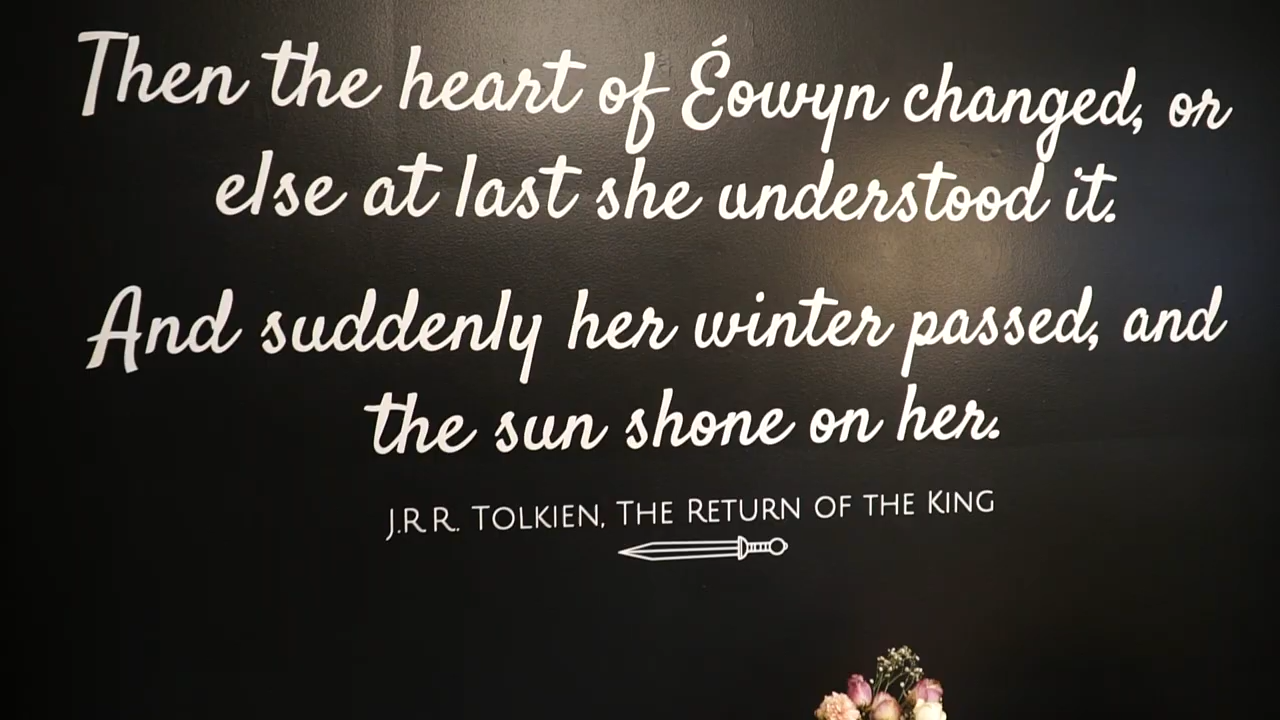 Then the heart of Éowyn changed, or
else at last she understood it.
And suddenly her winter passed, and
the sun shone on her.
J.R.R. Tolkien, The Return of the King